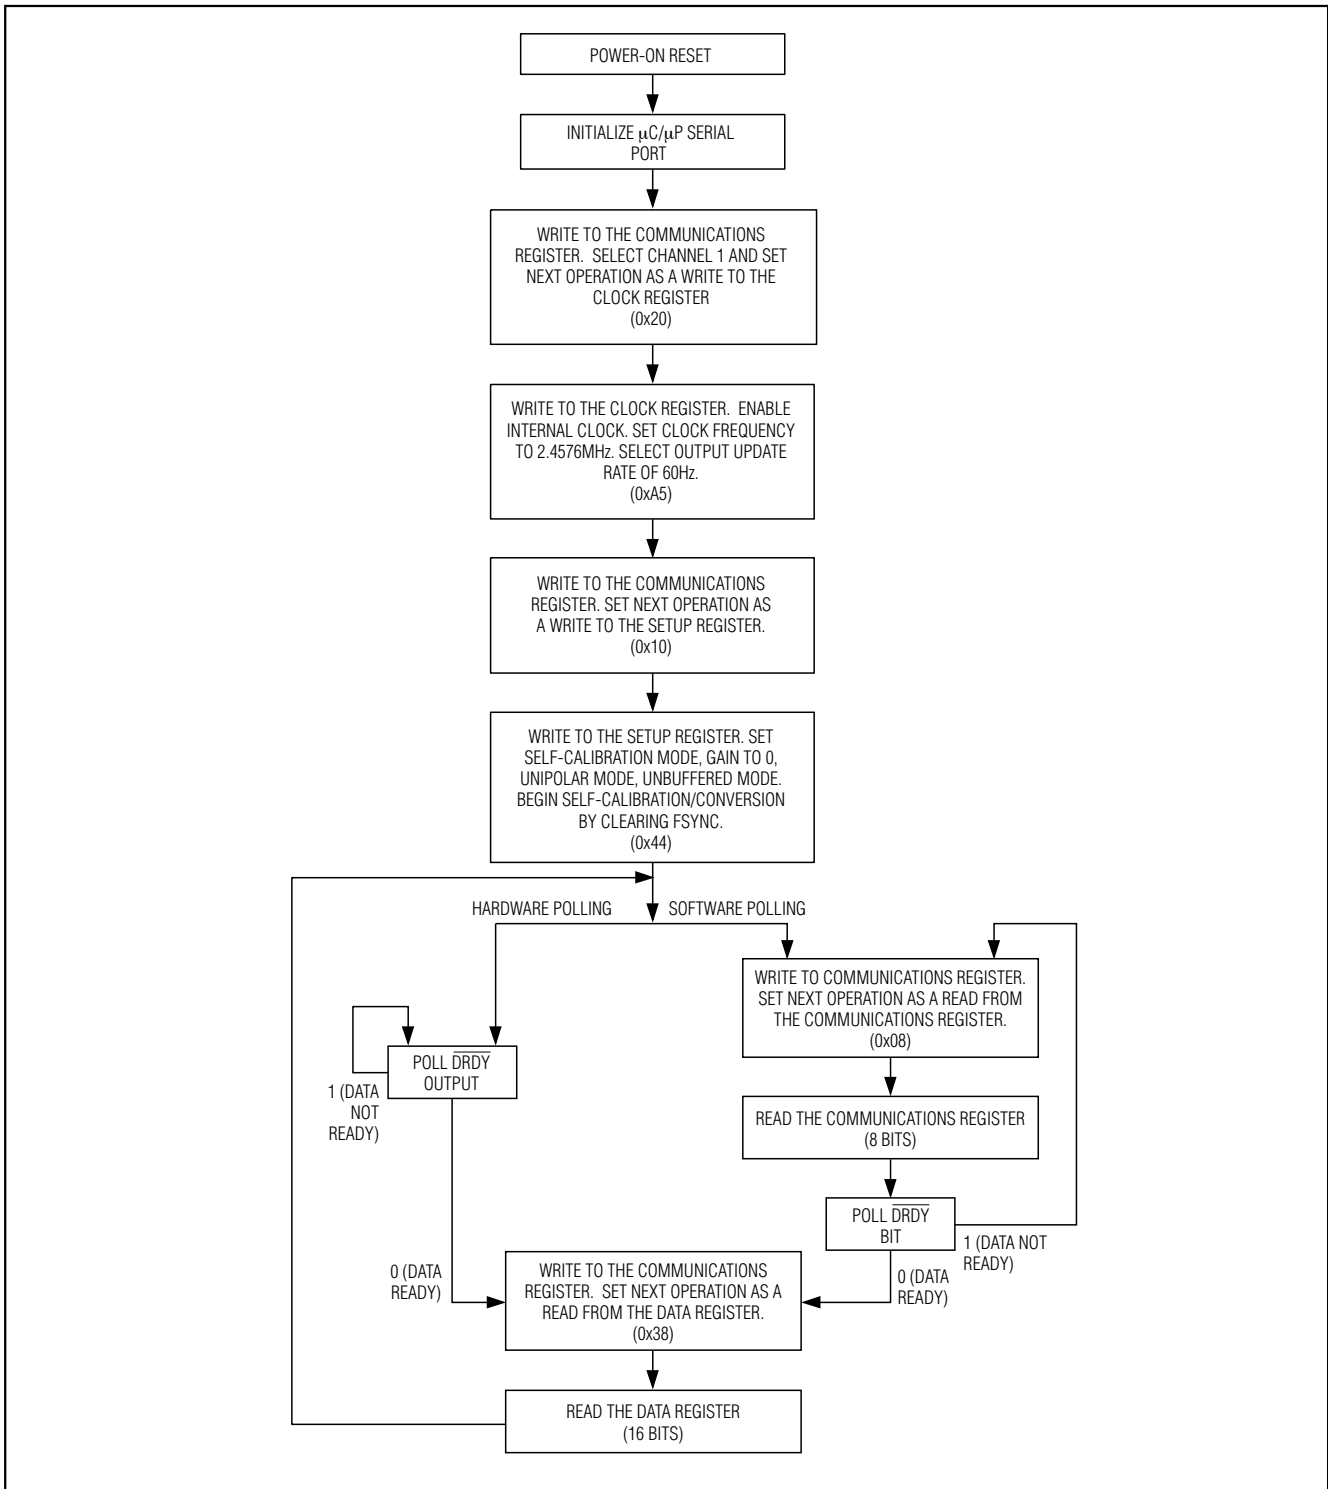 POWER-ON RESET
INITIALIZE μC/μP SERIAL
PORT
WRITE TO THE COMMUNICATIONS
REGISTER. SELECT CHANNEL 1 AND SET
NEXT OPERATION AS A WRITE TO THE
CLOCK REGISTER
(0x20)
WRITE TO THE CLOCK REGISTER. ENABLE
INTERNAL CLOCK. SET CLOCK FREQUENCY
TO 2.4576MHz. SELECT OUTPUT UPDATE
RATE OF 60Hz.
(0xA5)
WRITE TO THE COMMUNICATIONS
REGISTER. SET NEXT OPERATION AS
A WRITE TO THE SETUP REGISTER.
(0x10)
WRITE TO THE SETUP REGISTER. SET
SELF-CALIBRATION MODE, GAIN TO 0,
UNIPOLAR MODE, UNBUFFERED MODE.
BEGIN SELF-CALIBRATION/CONVERSION
BY CLEARING FSYNC.
(0x44)
HARDWARE POLLING
SOFTWARE POLLING
WRITE TO COMMUNICATIONS REGISTER.
SET NEXT OPERATION AS A READ FROM
THE COMMUNICATIONS REGISTER.
(0x08)
POLL D̅R̅D̅Y̅
OUTPUT
1 (DATA
NOT
READY)
READ THE COMMUNICATIONS REGISTER
(8 BITS)
POLL D̅R̅D̅Y̅
BIT
1 (DATA NOT
READY)
0 (DATA
READY)
0 (DATA
READY)
WRITE TO THE COMMUNICATIONS
REGISTER. SET NEXT OPERATION AS A
READ FROM THE DATA REGISTER.
(0x38)
READ THE DATA REGISTER
(16 BITS)